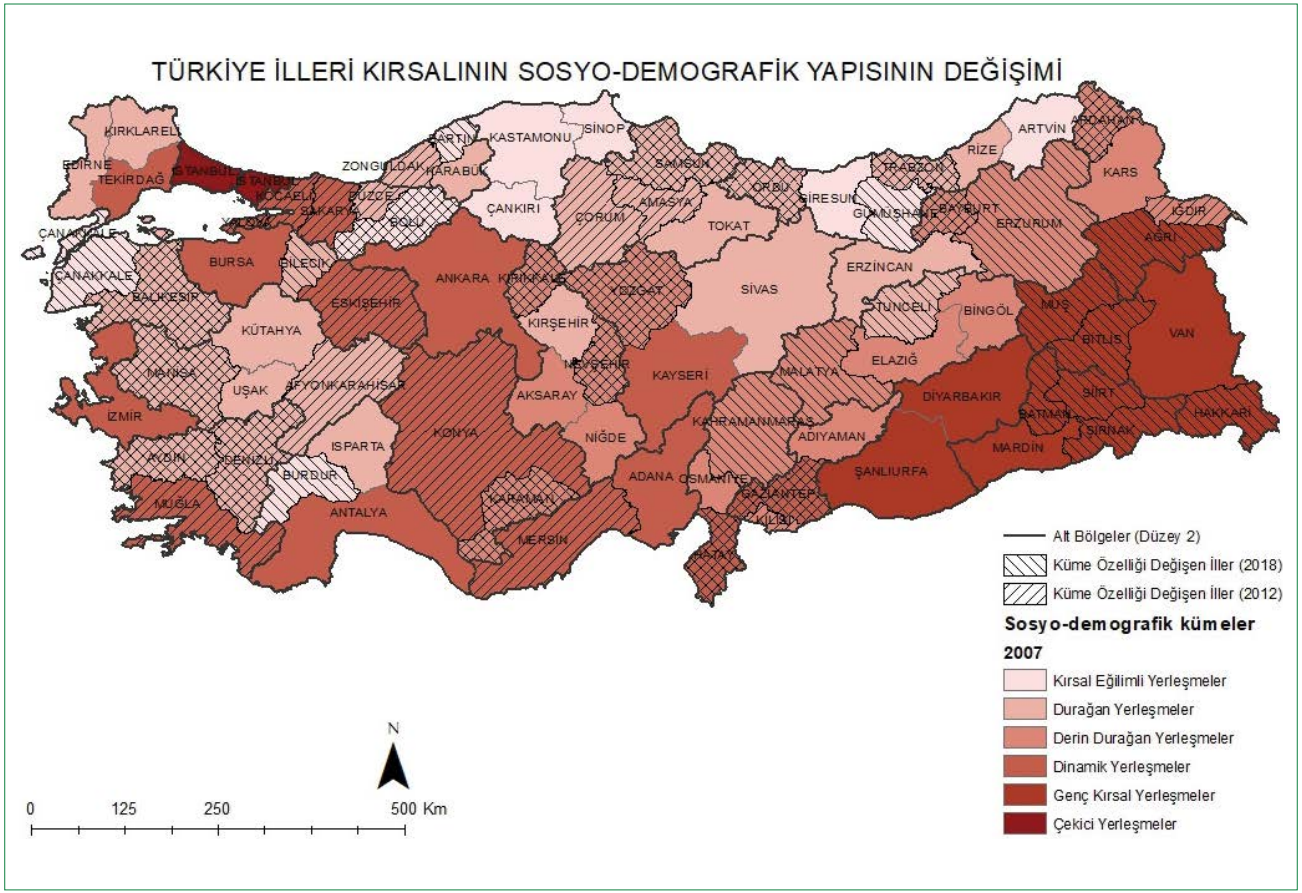 TÜRKİYE İLLERİ KIRSALININ SOSYO-DEMOGRAFİK YAPISININ DEĞİŞİMİ
KIRKLARELİ
EDİRNE
TEKİRDAĞ
İSTANBUL
İSTANBUL
KOCAELİ
SAKARYA
DÜZCE
ZONGULDAK
BARTIN
KARABÜK
KASTAMONU
SİNOP
BOLU
ÇANKIRI
SAMSUN
ORDU
GİRESUN
TRABZON
RİZE
ARTVİN
ARDAHAN
KARS
GÜMÜŞHANE
BAYBURT
ERZURUM
IĞDIR
AĞRI
ÇANAKKALE
ÇANAKKALE
BALIKESİR
BURSA
BİLECİK
ESKİŞEHİR
ANKARA
KIRIKKALE
ÇORUM
AMASYA
TOKAT
YOZGAT
SİVAS
ERZİNCAN
TUNCELİ
BİNGÖL
MUŞ
BİTLİS
VAN
KÜTAHYA
KIRŞEHİR
MANİSA
UŞAK
AFYONKARAHİSAR
NEVŞEHİR
KAYSERİ
MALATYA
ELAZIĞ
DİYARBAKIR
SİİRT
BATMAN
HAKKARİ
ŞIRNAK
İZMİR
AKSARAY
KONYA
NİĞDE
KAHRAMANMARAŞ
ADIYAMAN
MARDİN
ŞANLIURFA
AYDIN
DENİZLİ
ISPARTA
BURDUR
ANTALYA
MUĞLA
KARAMAN
MERSİN
ADANA
OSMANİYE
GAZİANTEP
KİLİS
HATAY
Alt Bölgeler (Düzey 2)
Küme Özelliği Değişen İller (2018)
Küme Özelliği Değişen İller (2012)
Sosyo-demografik kümeler
2007
Kırsal Eğilimli Yerleşmeler
Durağan Yerleşmeler
Derin Durağan Yerleşmeler
Dinamik Yerleşmeler
Genç Kırsal Yerleşmeler
Çekici Yerleşmeler
N
0 125 250 500 Km